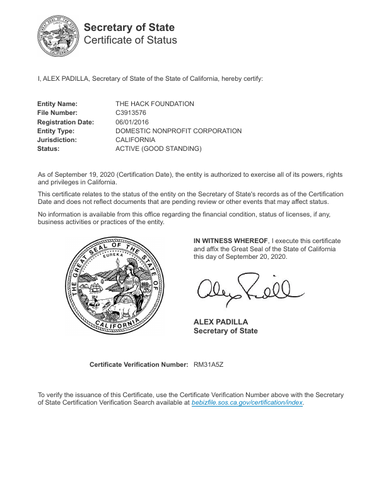 Secretary of State
Certificate of Status
I, ALEX PADILLA, Secretary of State of the State of California, hereby certify:
Entity Name: THE HACK FOUNDATION
File Number: C3913576
Registration Date: 06/01/2016
Entity Type: DOMESTIC NONPROFIT CORPORATION
Jurisdiction: CALIFORNIA
Status: ACTIVE (GOOD STANDING)
As of September 19, 2020 (Certification Date), the entity is authorized to exercise all of its powers, rights
and privileges in California.
This certificate relates to the status of the entity on the Secretary of State's records as of the Certification
Date and does not reflect documents that are pending review or other events that may affect status.
No information is available from this office regarding the financial condition, status of licenses, if any,
business activities or practices of the entity.
THE GREAT SEAL OF THE STATE OF CALIFORNIA
EUREKA
IN WITNESS WHEREOF, I execute this certificate
and affix the Great Seal of the State of California
this day of September 20, 2020.
Alex Padilla
ALEX PADILLA
Secretary of State
Certificate Verification Number: RM31A5Z
To verify the issuance of this Certificate, use the Certificate Verification Number above with the Secretary
of State Certification Verification Search available at bebizfile.sos.ca.gov/certification/index.